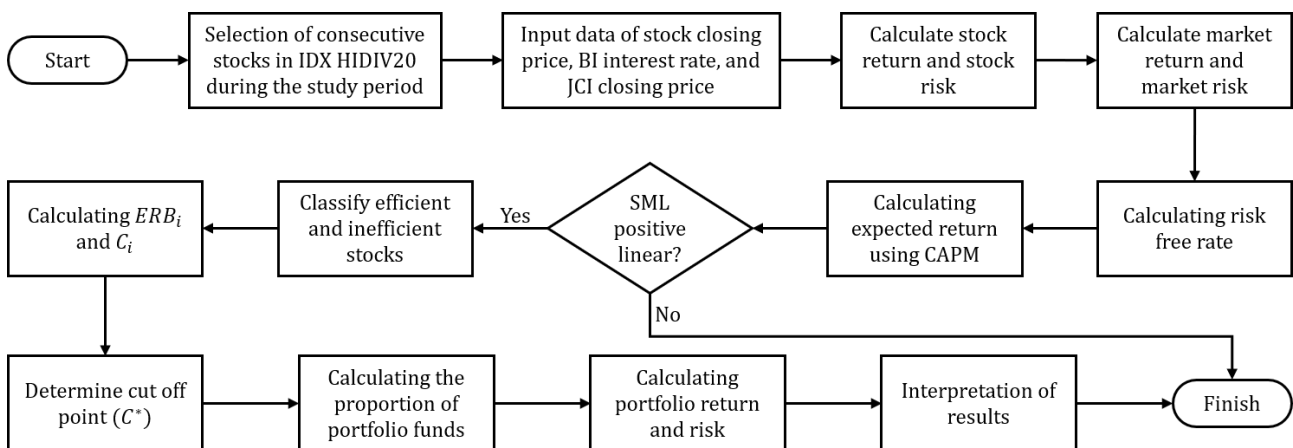 Start
Selection of consecutive
stocks in IDX HIDIV20
during the study period
Input data of stock closing
price, BI interest rate, and
JCI closing price
Calculate stock
return and stock
risk
Calculate market
return and
market risk
Calculating risk
free rate
Calculating
expected return
using CAPM
SML
positive
linear?
Yes
No
Classify efficient
and inefficient
stocks
Calculating ERB_i
and C_i
Determine cut off
point (C*)
Calculating the
proportion of
portfolio funds
Calculating
portfolio return
and risk
Interpretation of
results
Finish